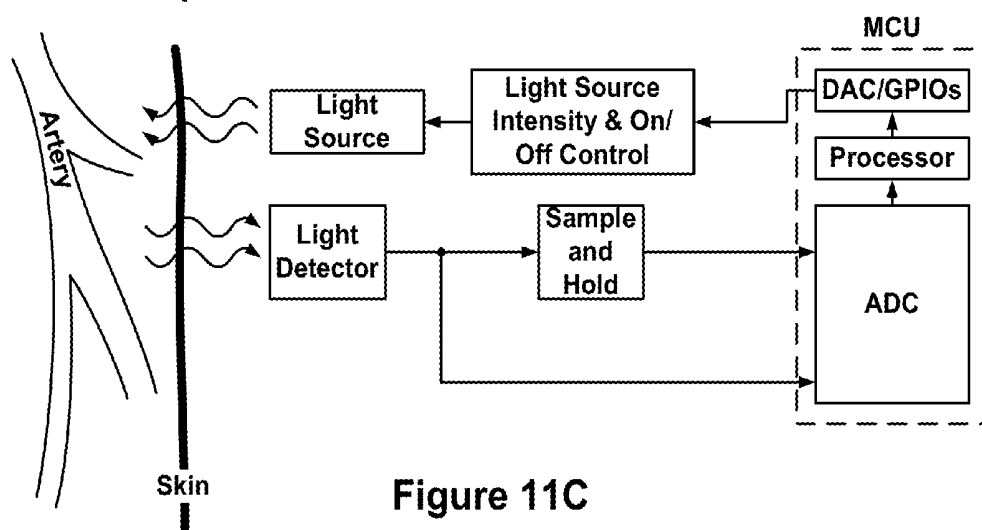 MCU
Light
Source
Light Source
Intensity & On/
Off Control
DAC/GPIOs
Processor
Artery
Light
Detector
Sample
and
Hold
ADC
Skin
Figure 11C